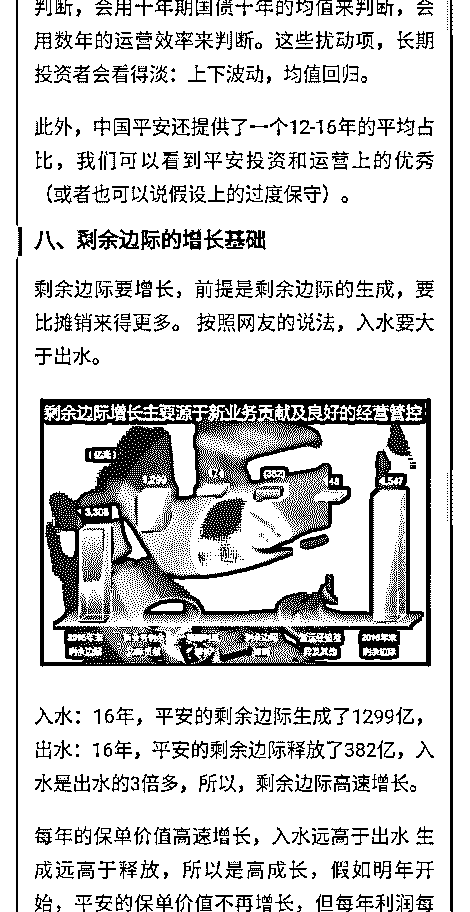 判断，会用十年期国债十年的均值来判断，会
用数年的运营效率来判断。这些扰动项，长期
投资者会看得淡：上下波动，均值回归。
此外，中国平安还提供了一个12-16年的平均占
比，我们可以看到平安投资和运营上的优秀
（或者也可以说假设上的过度保守）。
八、剩余边际的增长基础
剩余边际要增长，前提是剩余边际的生成，要
比摊销来得更多。 按照网友的说法，入水要大
于出水。
剩余边际增长主要源于新业务贡献及良好的经营管控
(382)
4,547
2016年末
剩余边际
入水：16年，平安的剩余边际生成了1299亿，
出水：16年，平安的剩余边际释放了382亿，入
水是出水的3倍多，所以，剩余边际高速增长。
每年的保单价值高速增长，入水远高于出水 生
成远高于释放，所以是高成长，假如明年开
始，平安的保单价值不再增长，但每年利润每